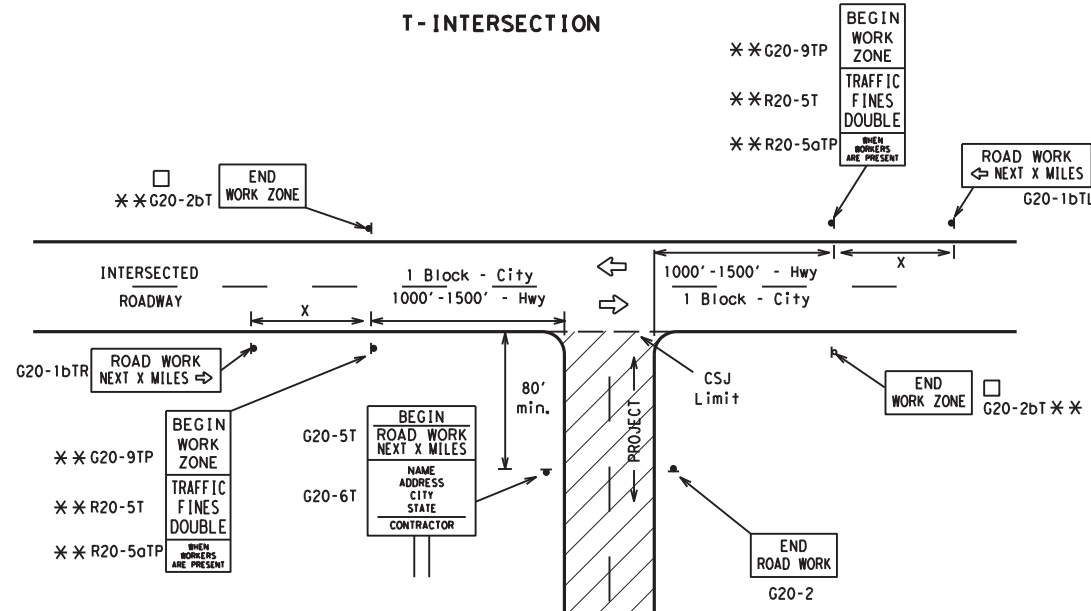 T-INTERSECTION
BEGIN
WORK
ZONE
TRAFFIC
FINES
DOUBLE
WHEN
WORKERS
ARE PRESENT
**G20-9TP
**R20-5T
**R20-5aTP
ROAD WORK
⇦ NEXT X MILES
G20-1bTL
□
**G20-2bT
END
WORK ZONE
INTERSECTED
ROADWAY
X
1 Block - City
1000'-1500' - Hwy
⇦
⇨
1000'-1500' - Hwy
1 Block - City
X
G20-1bTR
ROAD WORK
NEXT X MILES ⇨
**G20-9TP
**R20-5T
**R20-5aTP
BEGIN
WORK
ZONE
TRAFFIC
FINES
DOUBLE
WHEN
WORKERS
ARE PRESENT
80'
min.
G20-5T
G20-6T
BEGIN
ROAD WORK
NEXT X MILES
NAME
ADDRESS
CITY
STATE
CONTRACTOR
PROJECT
CSJ
Limit
END
WORK ZONE
□
G20-2bT **
END
ROAD WORK
G20-2